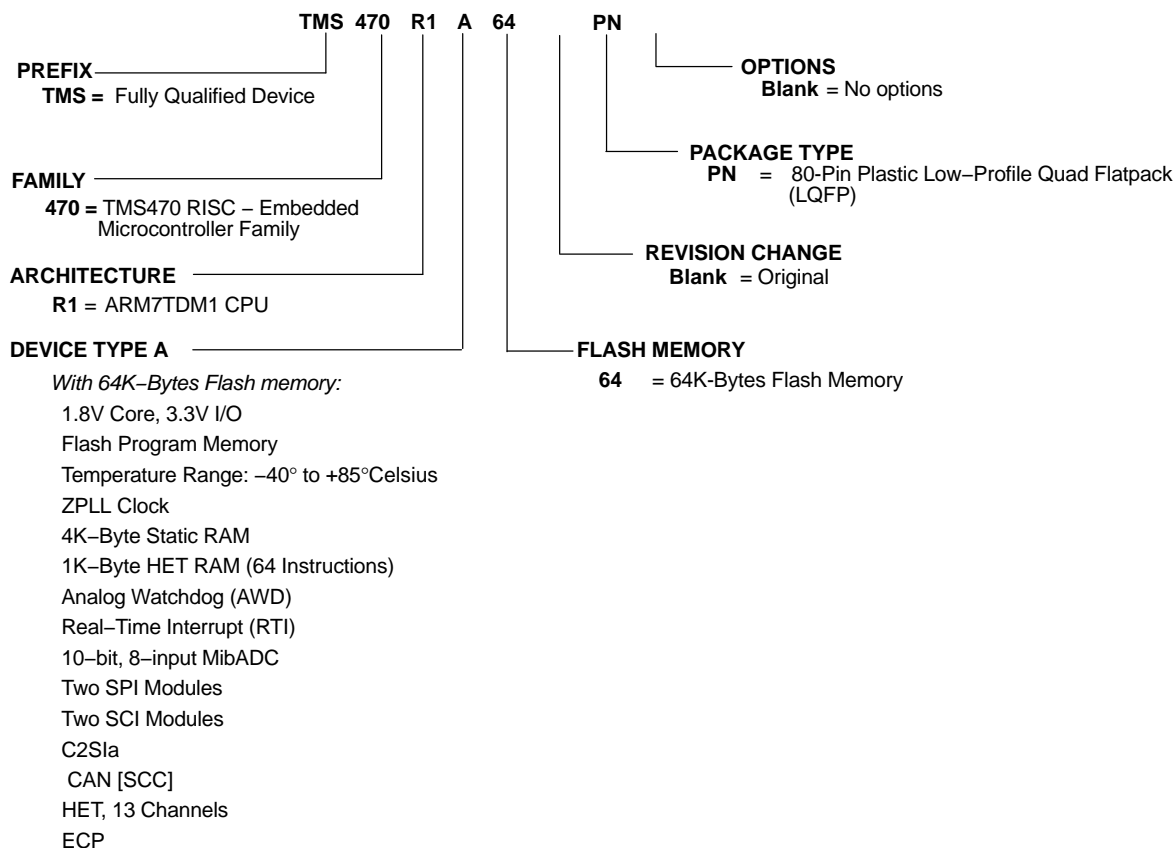 TMS 470 R1 A 64 PN
PREFIX
TMS = Fully Qualified Device
OPTIONS
Blank = No options
PACKAGE TYPE
PN = 80-Pin Plastic Low−Profile Quad Flatpack
(LQFP)
FAMILY
470 = TMS470 RISC − Embedded
Microcontroller Family
REVISION CHANGE
Blank = Original
ARCHITECTURE
R1 = ARM7TDM1 CPU
DEVICE TYPE A
FLASH MEMORY
64 = 64K-Bytes Flash Memory
With 64K−Bytes Flash memory:
1.8V Core, 3.3V I/O
Flash Program Memory
Temperature Range: −40° to +85°Celsius
ZPLL Clock
4K−Byte Static RAM
1K−Byte HET RAM (64 Instructions)
Analog Watchdog (AWD)
Real−Time Interrupt (RTI)
10−bit, 8−input MibADC
Two SPI Modules
Two SCI Modules
C2SIa
CAN [SCC]
HET, 13 Channels
ECP